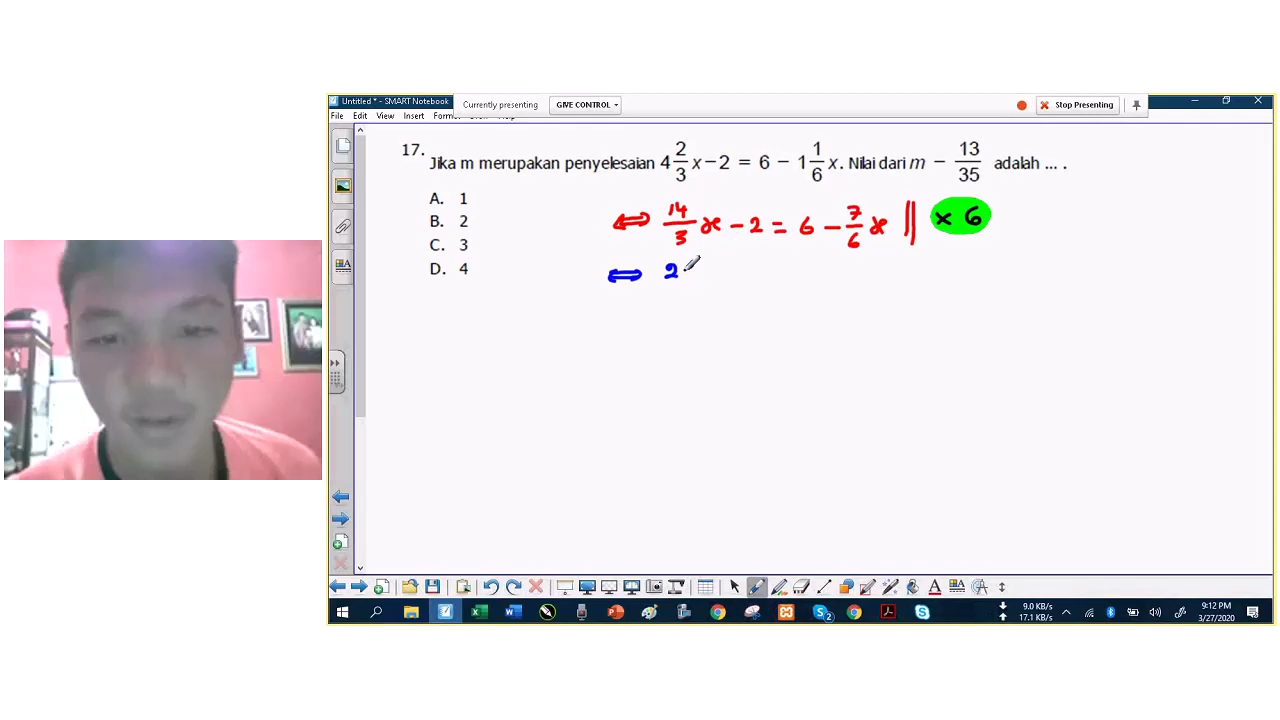 Untitled * - SMART Notebook
Currently presenting
GIVE CONTROL
Stop Presenting
File Edit View Insert
17. Jika m merupakan penyelesaian 4 2/3 x – 2 = 6 – 1 1/6 x. Nilai dari m – 13/35 adalah ... .
A. 1
B. 2
C. 3
D. 4
⇔ 14/3 x – 2 = 6 – 7/6 x || × 6
⇔ 2
9.0 KB/s
17.1 KB/s
9:12 PM
3/27/2020